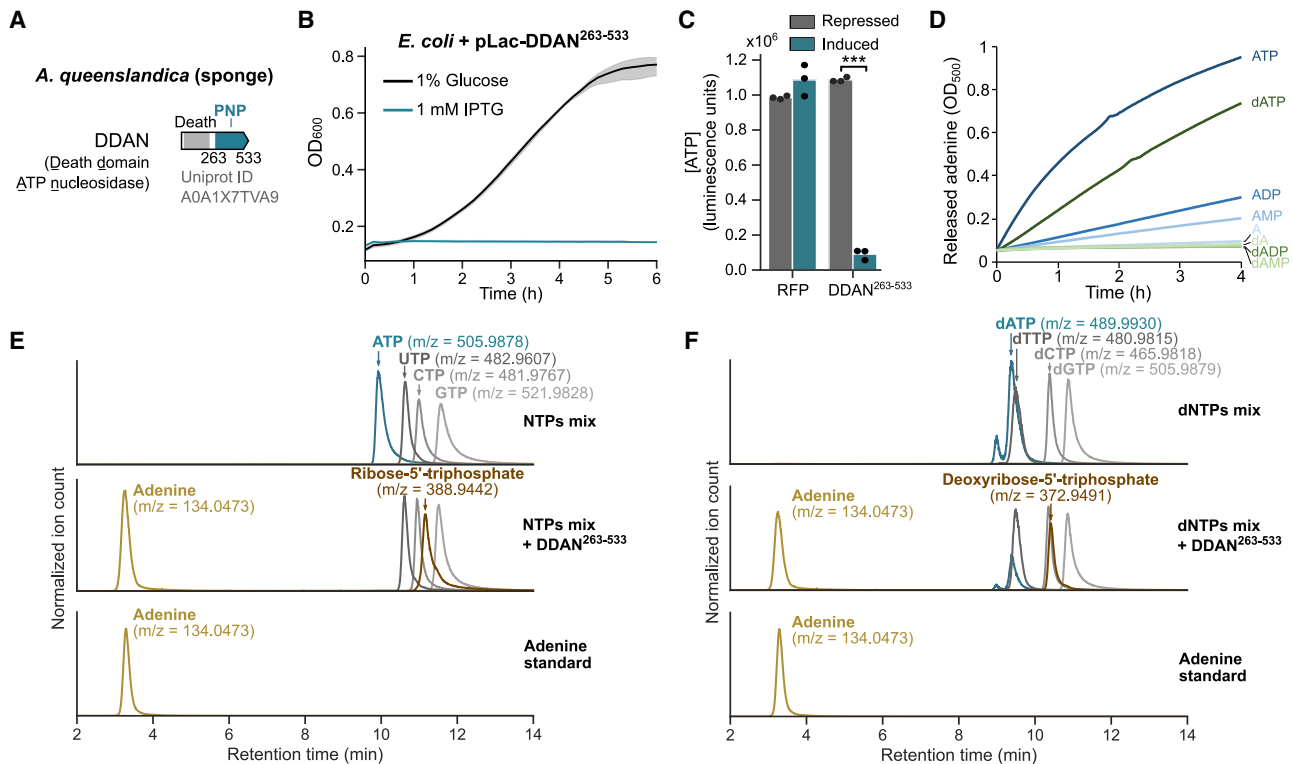 A
A. queenslandica (sponge)
PNP
Death
DDAN
263 533
(Death domain
ATP nucleosidase)
Uniprot ID
A0A1X7TVA9
B
E. coli + pLac-DDAN263-533
1% Glucose
1 mM IPTG
OD600
0.8
0.6
0.4
0.2
0 1 2 3 4 5 6
Time (h)
C
Repressed
Induced
×10⁶
***
[ATP]
(luminescence units)
1.2
1.0
0.8
0.6
0.4
0.2
0.0
RFP DDAN263-533
D
Released adenine (OD500)
1
0.8
0.6
0.4
0.2
0
0 1 2 3 4
Time (h)
ATP
dATP
ADP
AMP
A
dA
dADP
dAMP
E
ATP (m/z = 505.9878)
UTP (m/z = 482.9607)
CTP (m/z = 481.9767)
GTP (m/z = 521.9828)
NTPs mix
Ribose-5'-triphosphate
(m/z = 388.9442)
Adenine
(m/z = 134.0473)
NTPs mix
+ DDAN263-533
Adenine
(m/z = 134.0473)
Adenine
standard
Normalized ion count
2 4 6 8 10 12 14
Retention time (min)
F
dATP (m/z = 489.9930)
dTTP (m/z = 480.9815)
dCTP (m/z = 465.9818)
dGTP (m/z = 505.9879)
dNTPs mix
Deoxyribose-5'-triphosphate
(m/z = 372.9491)
Adenine
(m/z = 134.0473)
dNTPs mix
+ DDAN263-533
Adenine
(m/z = 134.0473)
Adenine
standard
Normalized ion count
2 4 6 8 10 12 14
Retention time (min)